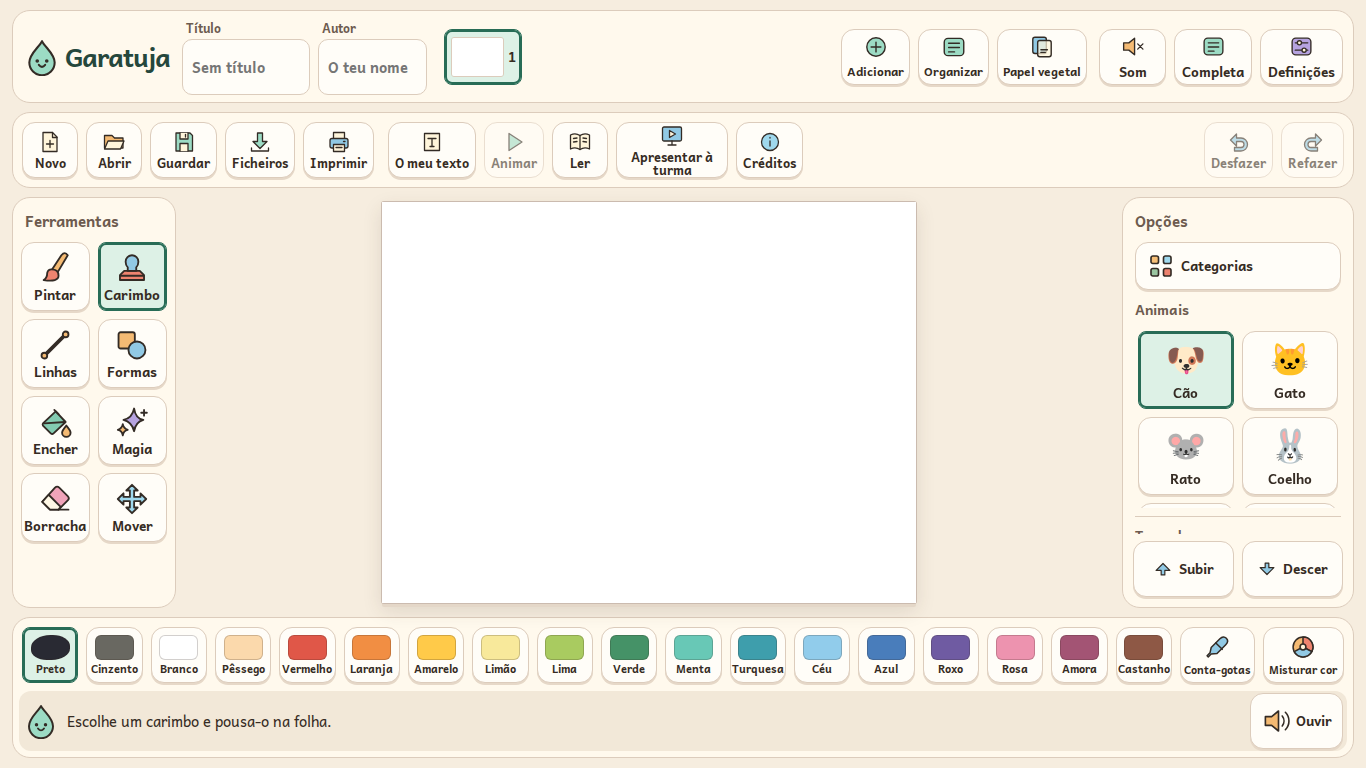 Garatuja
Título
Sem título
Autor
O teu nome
1
Adicionar
Organizar
Papel vegetal
Som
Completa
Definições
Novo
Abrir
Guardar
Ficheiros
Imprimir
O meu texto
Animar
Ler
Apresentar à
turma
Créditos
Desfazer
Refazer
Ferramentas
Pintar
Carimbo
Linhas
Formas
Encher
Magia
Borracha
Mover
Opções
Categorias
Animais
Cão
Gato
Rato
Coelho
Subir
Descer
Preto
Cinzento
Branco
Pêssego
Vermelho
Laranja
Amarelo
Limão
Lima
Verde
Menta
Turquesa
Céu
Azul
Roxo
Rosa
Amora
Castanho
Conta-gotas
Misturar cor
Escolhe um carimbo e pousa-o na folha.
Ouvir